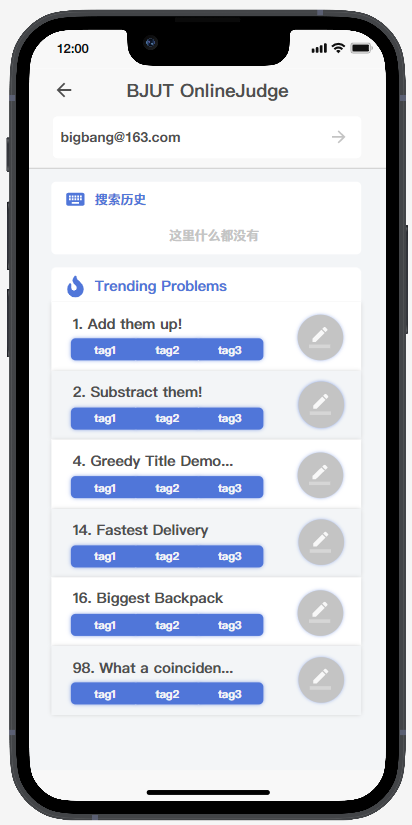 12:00
BJUT OnlineJudge
bigbang@163.com
搜索历史
这里什么都没有
Trending Problems
1. Add them up!
tag1 tag2 tag3
2. Substract them!
tag1 tag2 tag3
4. Greedy Title Demo...
tag1 tag2 tag3
14. Fastest Delivery
tag1 tag2 tag3
16. Biggest Backpack
tag1 tag2 tag3
98. What a coinciden...
tag1 tag2 tag3